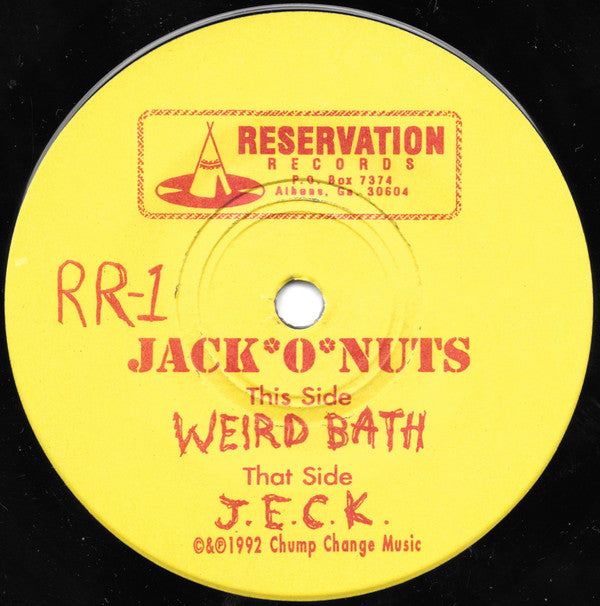 RESERVATION
RECORDS
P.O. Box 7374
Athens, Ga. 30604
RR-1
JACK*O*NUTS
This Side
WEIRD BATH
That Side
J.E.C.K.
©&℗1992 Chump Change Music